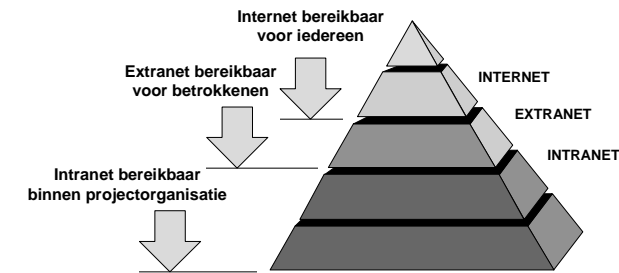 Internet bereikbaar
voor iedereen
Extranet bereikbaar
voor betrokkenen
Intranet bereikbaar
binnen projectorganisatie
INTERNET
EXTRANET
INTRANET